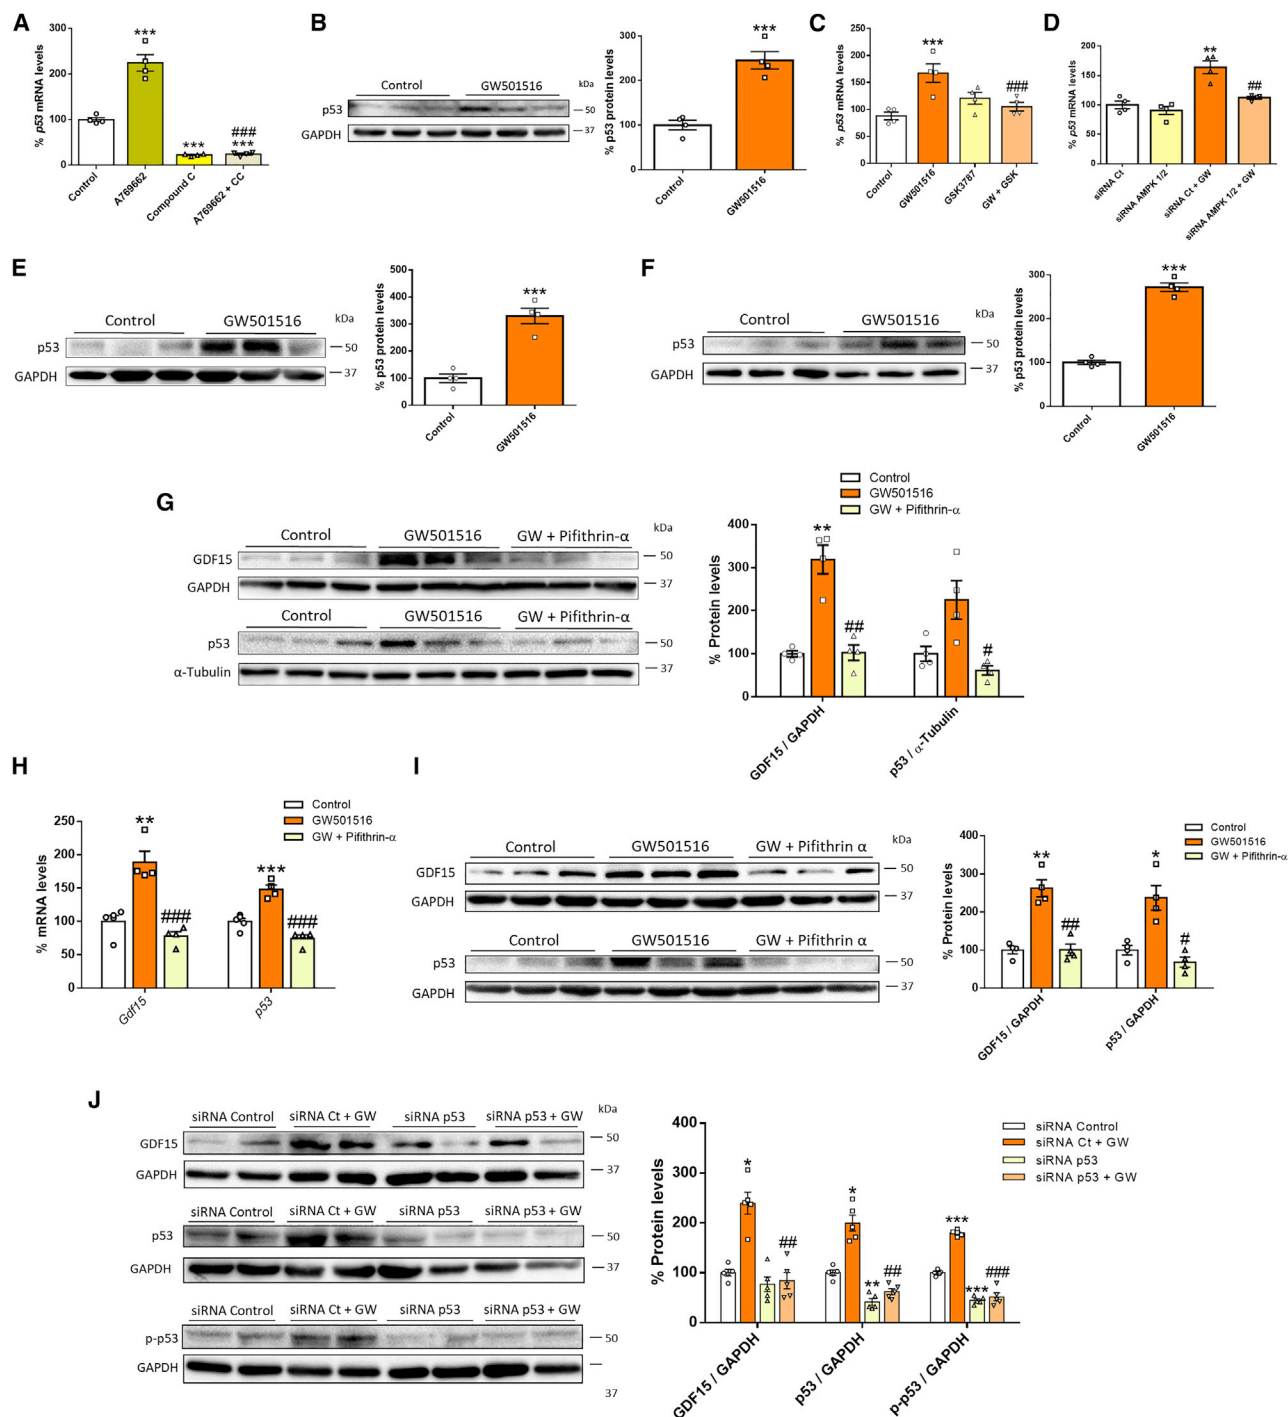 A
% p53 mRNA levels
300
200
100
0
***
***
###
***
Control
A769662
Compound C
A769662 + CC
B
Control
GW501516
kDa
p53
50
GAPDH
37
% p53 protein levels
300
200
100
0
***
Control
GW501516
C
% p53 mRNA levels
250
200
150
100
50
0
***
###
Control
GW501516
GSK3787
GW + GSK
D
% p53 mRNA levels
200
150
100
50
0
**
##
siRNA Ct
siRNA AMPK 1/2
siRNA Ct + GW
siRNA AMPK 1/2 + GW
E
Control
GW501516
kDa
p53
50
GAPDH
37
% p53 protein levels
500
400
300
200
100
0
***
Control
GW501516
F
Control
GW501516
kDa
p53
50
GAPDH
37
% p53 protein levels
300
200
100
0
***
Control
GW501516
G
Control
GW501516
GW + Pifithrin-α
kDa
GDF15
50
GAPDH
37
Control
GW501516
GW + Pifithrin-α
p53
50
α-Tubulin
37
Control
GW501516
GW + Pifithrin-α
% Protein levels
400
300
200
100
0
**
##
#
GDF15 / GAPDH
p53 / α-Tubulin
H
Control
GW501516
GW + Pifithrin-α
% mRNA levels
250
200
150
100
50
0
**
###
***
###
Gdf15
p53
I
Control
GW501516
GW + Pifithrin α
kDa
GDF15
50
GAPDH
37
Control
GW501516
GW + Pifithrin α
p53
50
GAPDH
37
Control
GW501516
GW + Pifithrin-α
% Protein levels
400
300
200
100
0
**
##
*
#
GDF15 / GAPDH
p53 / GAPDH
J
siRNA Control
siRNA Ct + GW
siRNA p53
siRNA p53 + GW
kDa
GDF15
50
GAPDH
37
siRNA Control
siRNA Ct + GW
siRNA p53
siRNA p53 + GW
p53
50
GAPDH
37
siRNA Control
siRNA Ct + GW
siRNA p53
siRNA p53 + GW
p-p53
50
GAPDH
37
siRNA Control
siRNA Ct + GW
siRNA p53
siRNA p53 + GW
% Protein levels
400
300
200
100
0
*
##
*
**
##
***
***
###
GDF15 / GAPDH
p53 / GAPDH
p-p53 / GAPDH